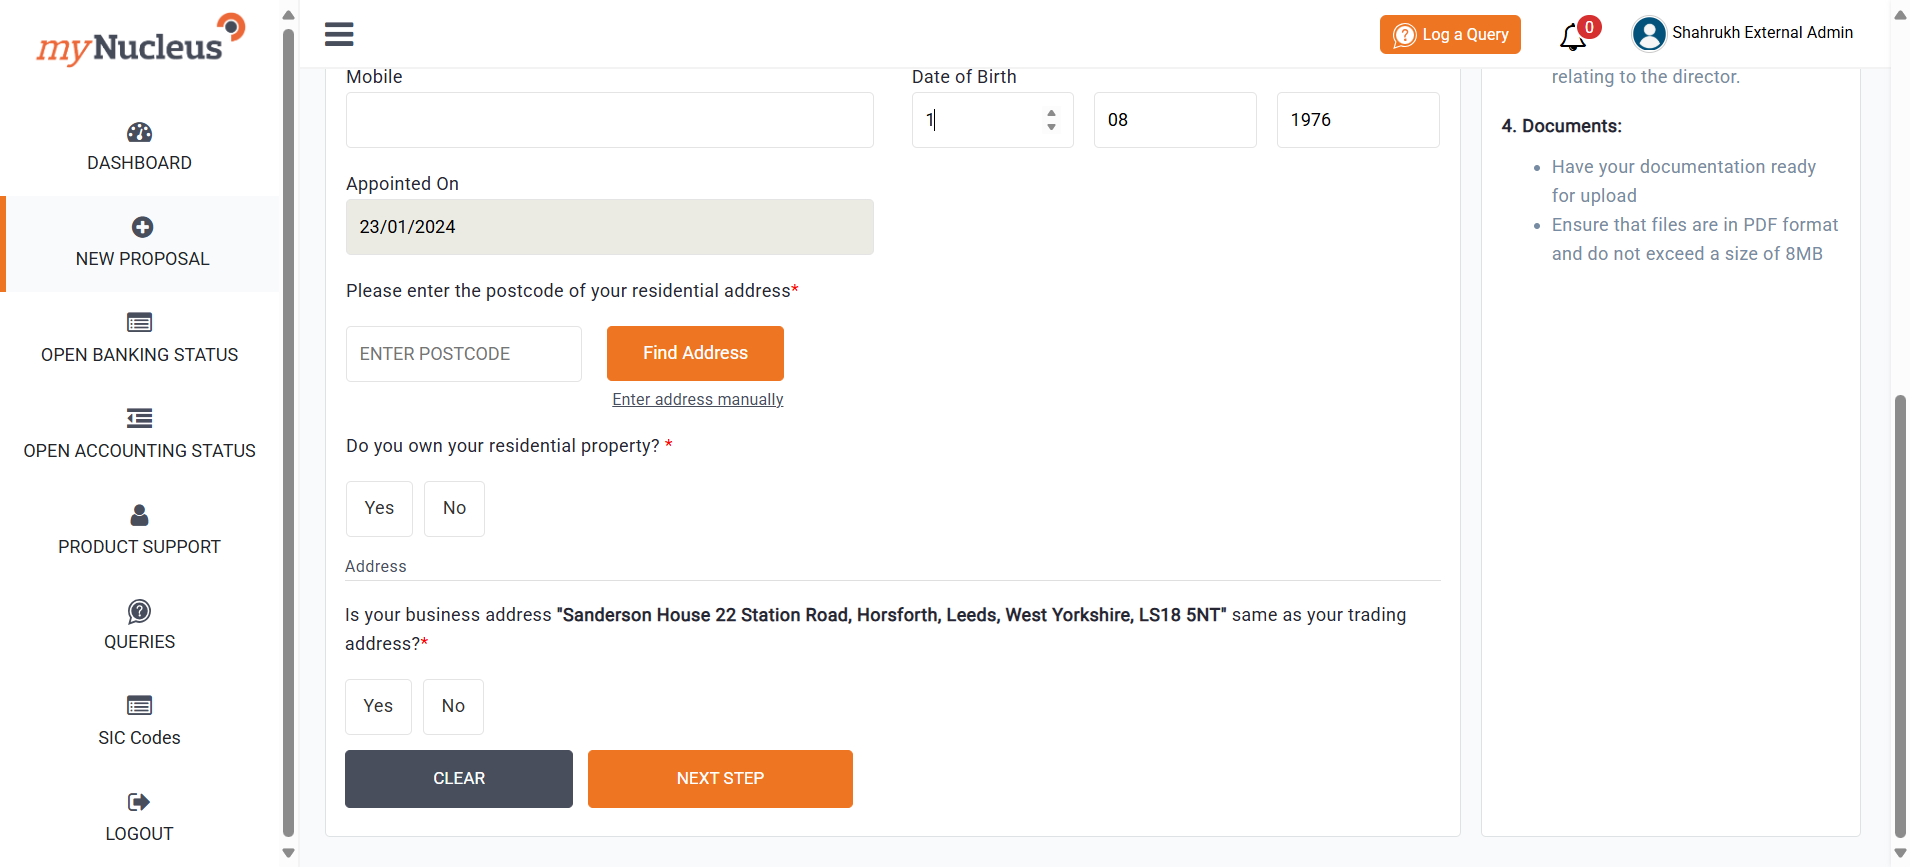 myNucleus
DASHBOARD
NEW PROPOSAL
OPEN BANKING STATUS
OPEN ACCOUNTING STATUS
PRODUCT SUPPORT
QUERIES
SIC Codes
LOGOUT
Log a Query
0
Shahrukh External Admin
Mobile
Date of Birth
1
08
1976
Appointed On
23/01/2024
Please enter the postcode of your residential address*
ENTER POSTCODE
Find Address
Enter address manually
Do you own your residential property? *
Yes
No
Address
Is your business address "Sanderson House 22 Station Road, Horsforth, Leeds, West Yorkshire, LS18 5NT" same as your trading
address?*
Yes
No
CLEAR
NEXT STEP
relating to the director.
4. Documents:
• Have your documentation ready
for upload
• Ensure that files are in PDF format
and do not exceed a size of 8MB